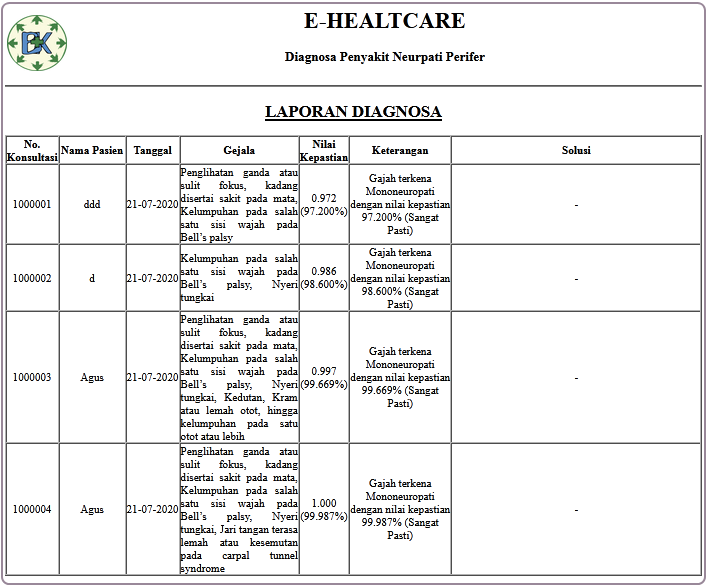 E-HEALTCARE
Diagnosa Penyakit Neurpati Perifer
LAPORAN DIAGNOSA
No. Konsultasi Nama Pasien Tanggal Gejala Nilai Kepastian Keterangan Solusi
1000001 ddd 21-07-2020
Penglihatan ganda atau
sulit fokus, kadang
disertai sakit pada mata,
Kelumpuhan pada salah
satu sisi wajah pada
Bell's palsy
0.972
(97.200%)
Gajah terkena
Mononeuropati
dengan nilai kepastian
97.200% (Sangat
Pasti)
-
1000002 d 21-07-2020
Kelumpuhan pada salah
satu sisi wajah pada
Bell's palsy, Nyeri
tungkai
0.986
(98.600%)
Gajah terkena
Mononeuropati
dengan nilai kepastian
98.600% (Sangat
Pasti)
-
1000003 Agus 21-07-2020
Penglihatan ganda atau
sulit fokus, kadang
disertai sakit pada mata,
Kelumpuhan pada salah
satu sisi wajah pada
Bell's palsy, Nyeri
tungkai, Kedutan, Kram
atau lemah otot, hingga
kelumpuhan pada satu
otot atau lebih
0.997
(99.669%)
Gajah terkena
Mononeuropati
dengan nilai kepastian
99.669% (Sangat
Pasti)
-
1000004 Agus 21-07-2020
Penglihatan ganda atau
sulit fokus, kadang
disertai sakit pada mata,
Kelumpuhan pada salah
satu sisi wajah pada
Bell's palsy, Nyeri
tungkai, Jari tangan terasa
lemah atau kesemutan
pada carpal tunnel
syndrome
1.000
(99.987%)
Gajah terkena
Mononeuropati
dengan nilai kepastian
99.987% (Sangat
Pasti)
-